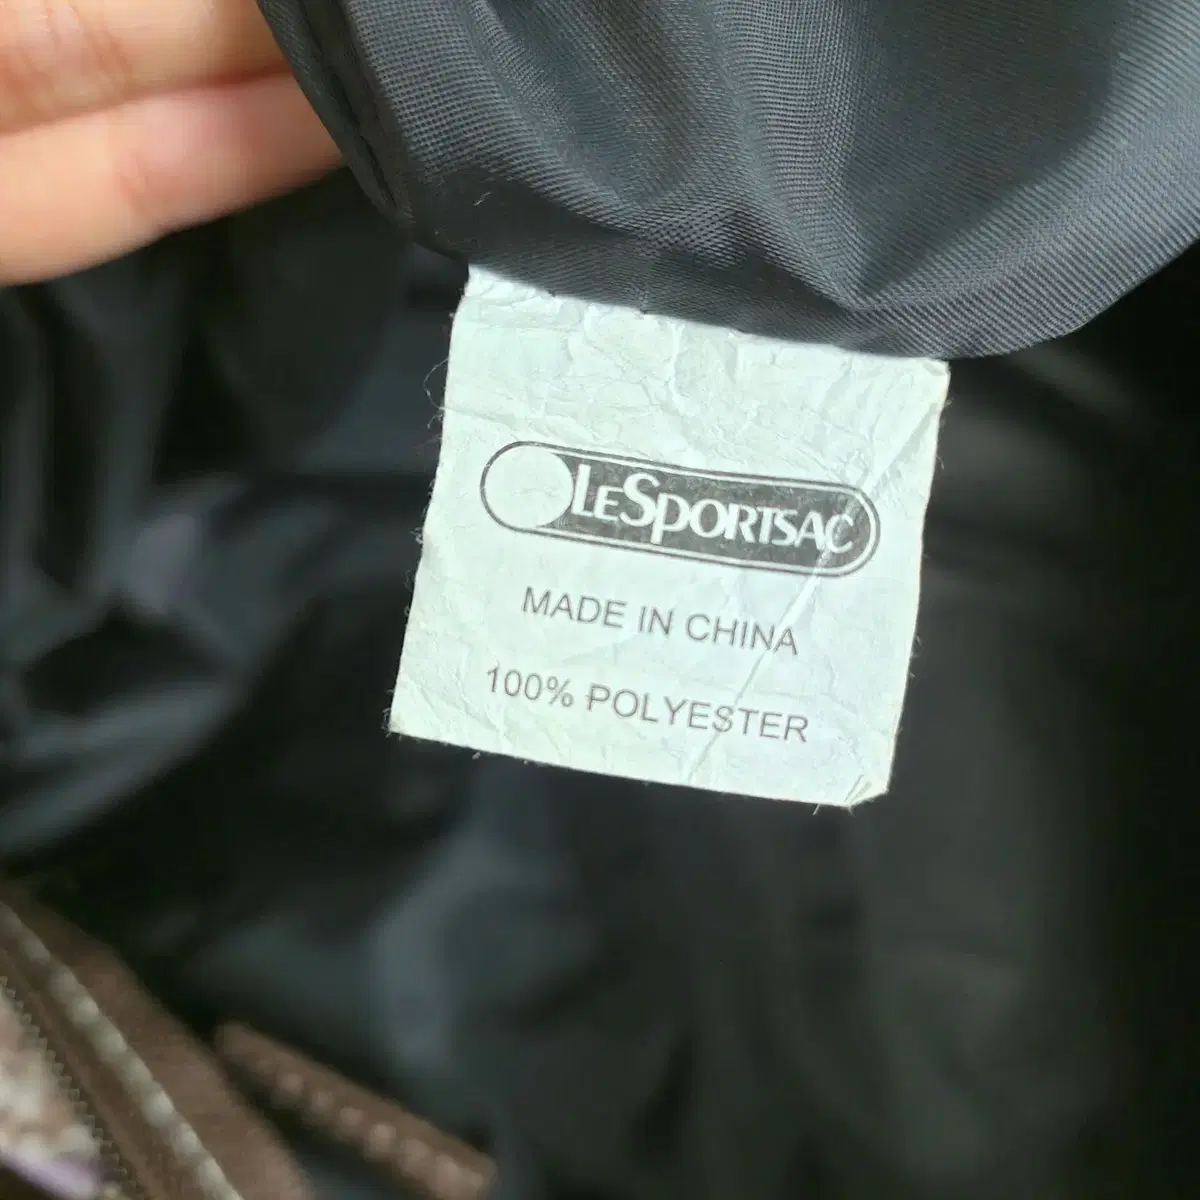 LeSportsac
MADE IN CHINA
100% POLYESTER